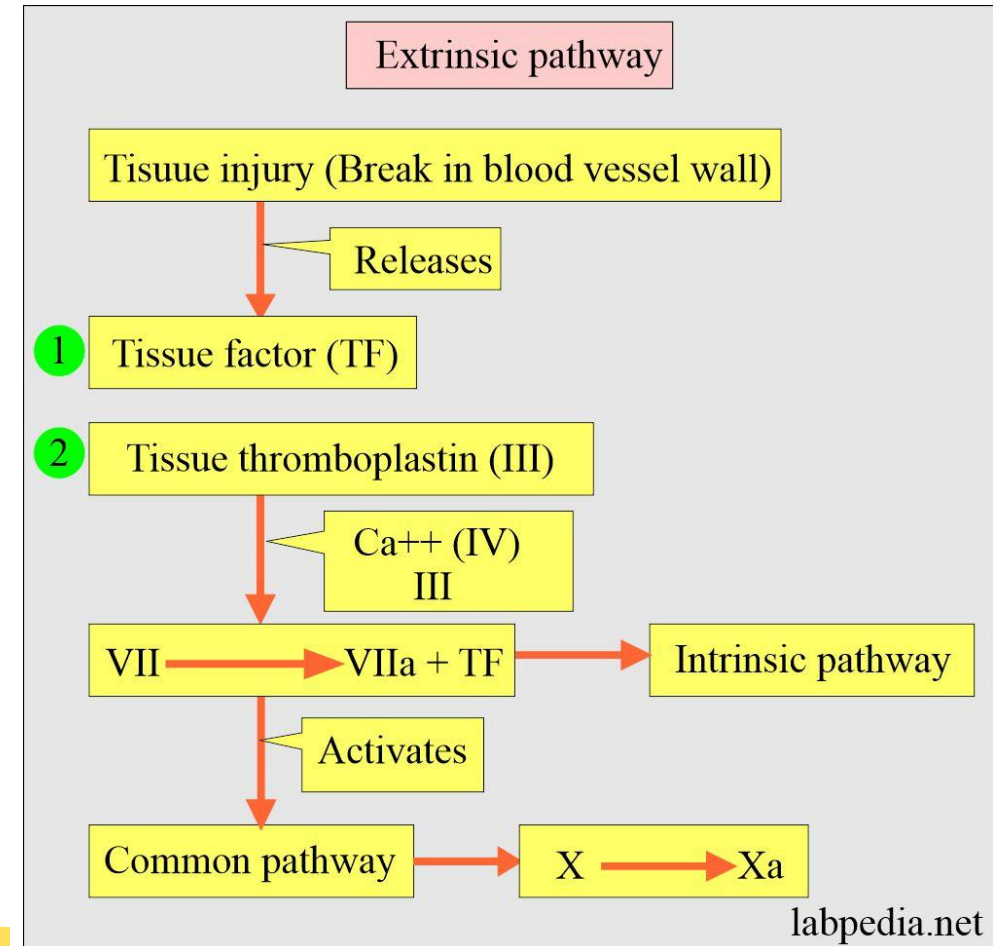 Extrinsic pathway
Tisuue injury (Break in blood vessel wall)
Releases
1
Tissue factor (TF)
2
Tissue thromboplastin (III)
Ca++ (IV)
III
VII
VIIa + TF
Intrinsic pathway
Activates
Common pathway
X
Xa
labpedia.net